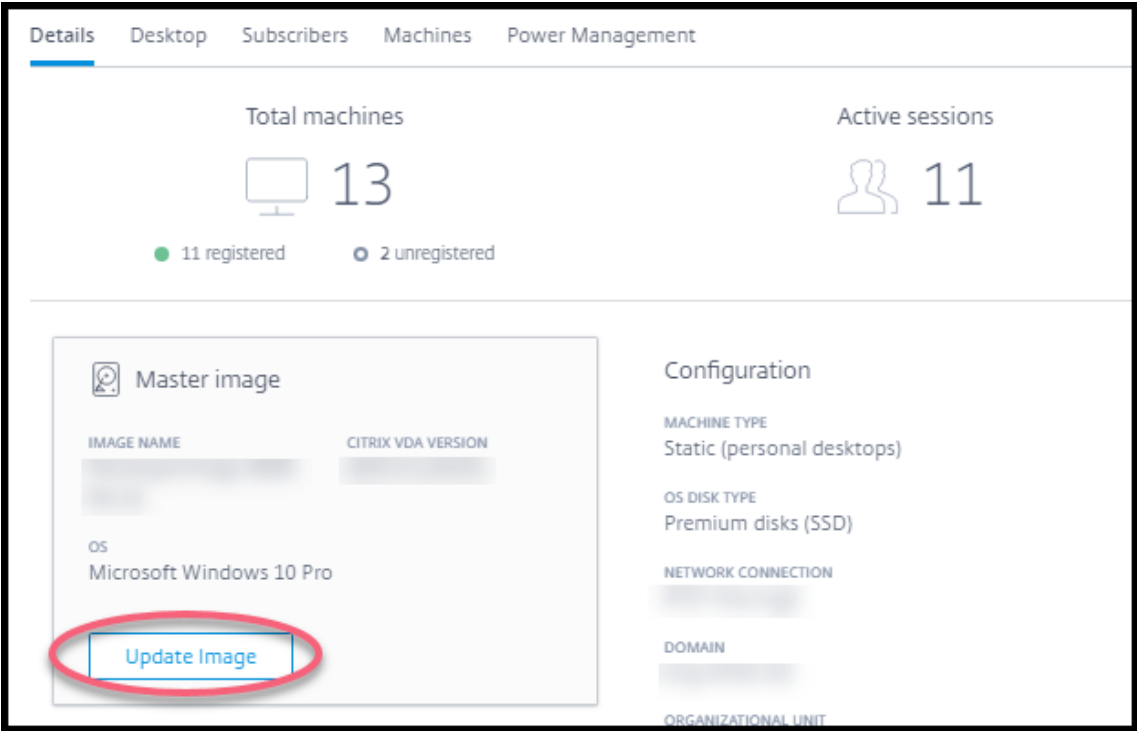 Details Desktop Subscribers Machines Power Management
Total machines
13
11 registered
2 unregistered
Active sessions
11
Master image
IMAGE NAME
CITRIX VDA VERSION
OS
Microsoft Windows 10 Pro
Update Image
Configuration
MACHINE TYPE
Static (personal desktops)
OS DISK TYPE
Premium disks (SSD)
NETWORK CONNECTION
DOMAIN
ORGANIZATIONAL UNIT